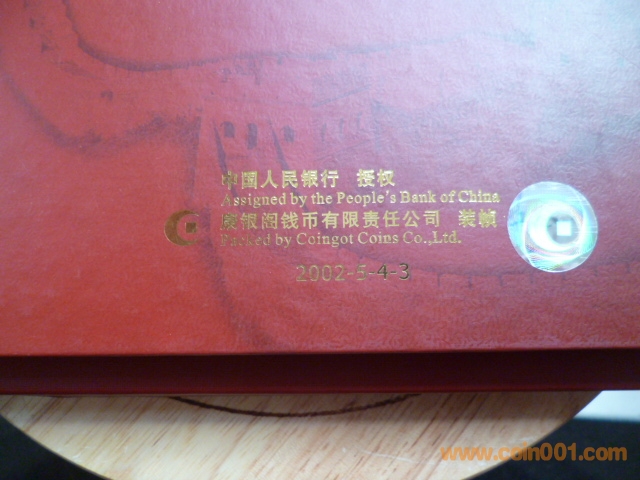 中国人民银行 授权
Assigned by the People's Bank of China
康银阁钱币有限责任公司 装帧
Packed by Coingot Coins Co.,Ltd.
2002-5-4-3
www.coin001.com